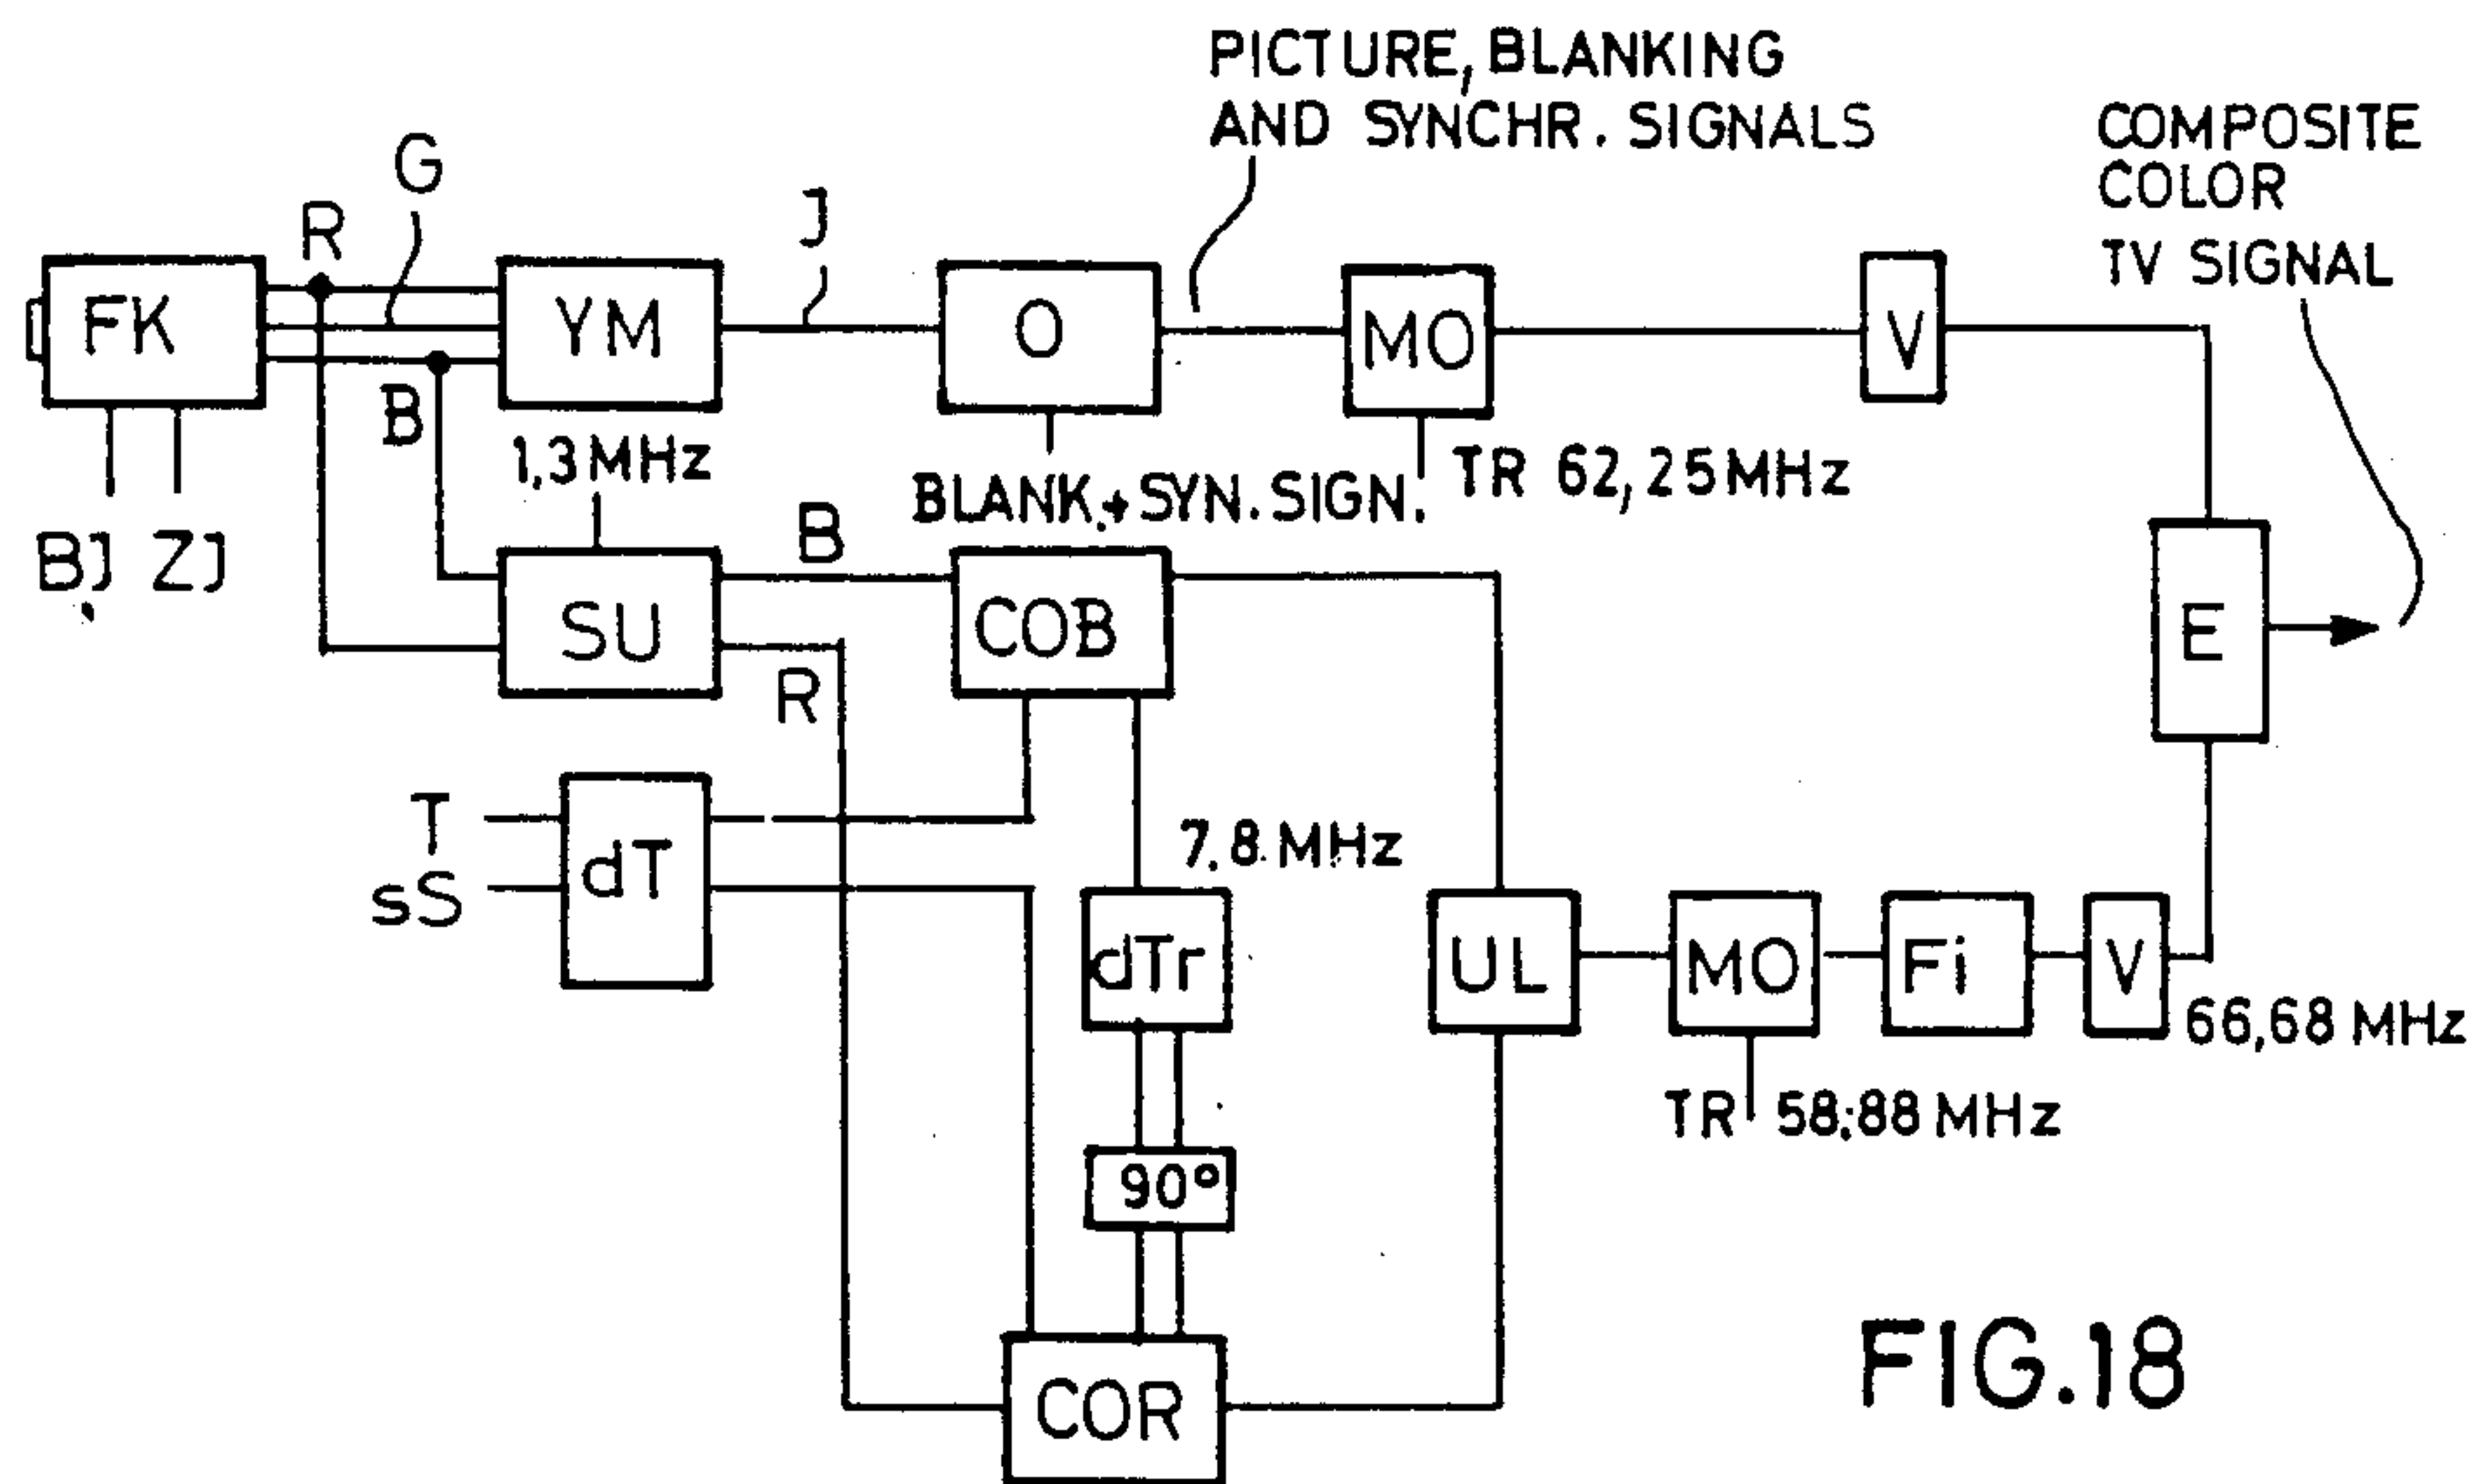 PICTURE, BLANKING
AND SYNCHR. SIGNALS
COMPOSITE
COLOR
TV SIGNAL
G
R
J
FK
YM
O
MO
V
B
1,3 MHz
BLANK.+ SYN. SIGN.
TR 62,25 MHz
BJ ZJ
B
SU
COB
E
R
T
sS
dT
7,8 MHz
dTr
UL
MO
Fi
V
66,68 MHz
TR 58:88 MHz
90°
COR
FIG.18